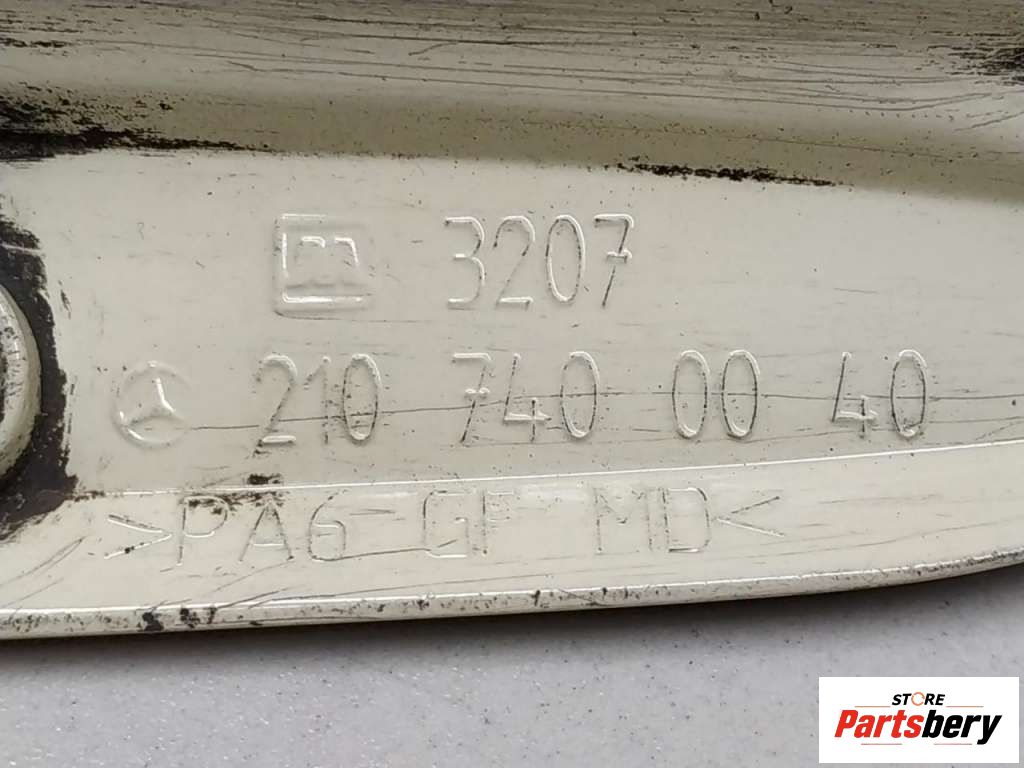 3207
210 740 00 40
>PA6-GF MD<
STORE
Partsbery